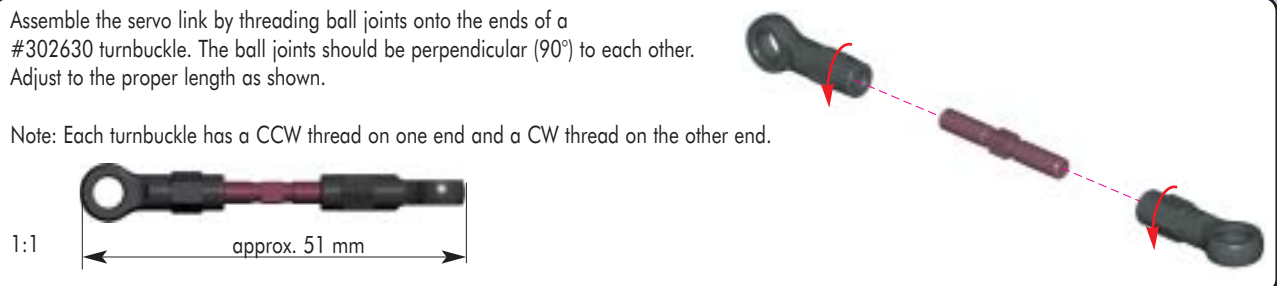 Assemble the servo link by threading ball joints onto the ends of a
#302630 turnbuckle. The ball joints should be perpendicular (90°) to each other.
Adjust to the proper length as shown.
Note: Each turnbuckle has a CCW thread on one end and a CW thread on the other end.
1:1
approx. 51 mm